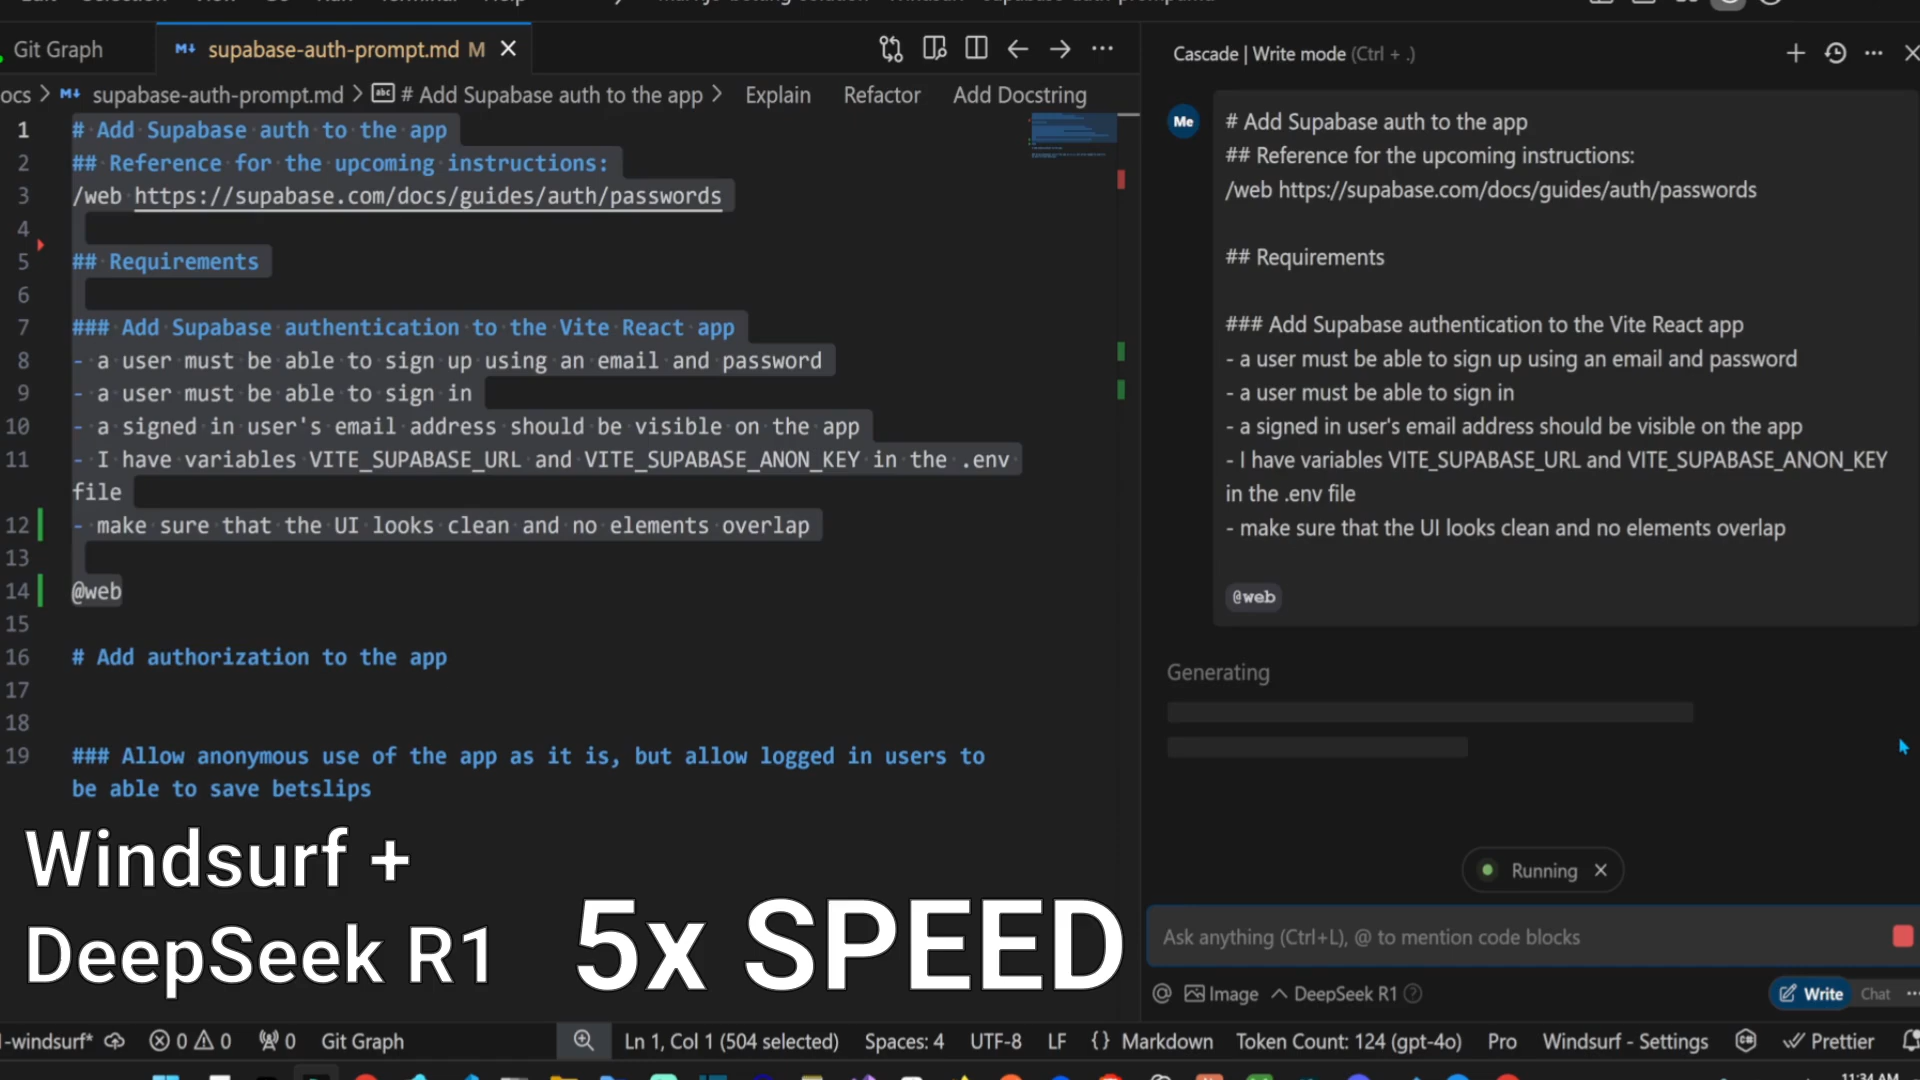 Git Graph
supabase-auth-prompt.md M
Cascade | Write mode (Ctrl + .)
ocs > supabase-auth-prompt.md > # Add Supabase auth to the app > Explain Refactor Add Docstring
1 # Add Supabase auth to the app
2 ## Reference for the upcoming instructions:
3 /web https://supabase.com/docs/guides/auth/passwords
4
5 ## Requirements
6
7 ### Add Supabase authentication to the Vite React app
8 - a user must be able to sign up using an email and password
9 - a user must be able to sign in
10 - a signed in user's email address should be visible on the app
11 - I have variables VITE_SUPABASE_URL and VITE_SUPABASE_ANON_KEY in the .env
file
12 - make sure that the UI looks clean and no elements overlap
13
14 @web
15
16 # Add authorization to the app
17
18
19 ### Allow anonymous use of the app as it is, but allow logged in users to
be able to save betslips
Me
# Add Supabase auth to the app
## Reference for the upcoming instructions:
/web https://supabase.com/docs/guides/auth/passwords
## Requirements
### Add Supabase authentication to the Vite React app
- a user must be able to sign up using an email and password
- a user must be able to sign in
- a signed in user's email address should be visible on the app
- I have variables VITE_SUPABASE_URL and VITE_SUPABASE_ANON_KEY
in the .env file
- make sure that the UI looks clean and no elements overlap
@web
Generating
Running
Ask anything (Ctrl+L), @ to mention code blocks
@ Image DeepSeek R1
Write Chat
Windsurf +
DeepSeek R1
5x SPEED
-windsurf* 0 0 0 Git Graph Ln 1, Col 1 (504 selected) Spaces: 4 UTF-8 LF {} Markdown Token Count: 124 (gpt-4o) Pro Windsurf - Settings Prettier